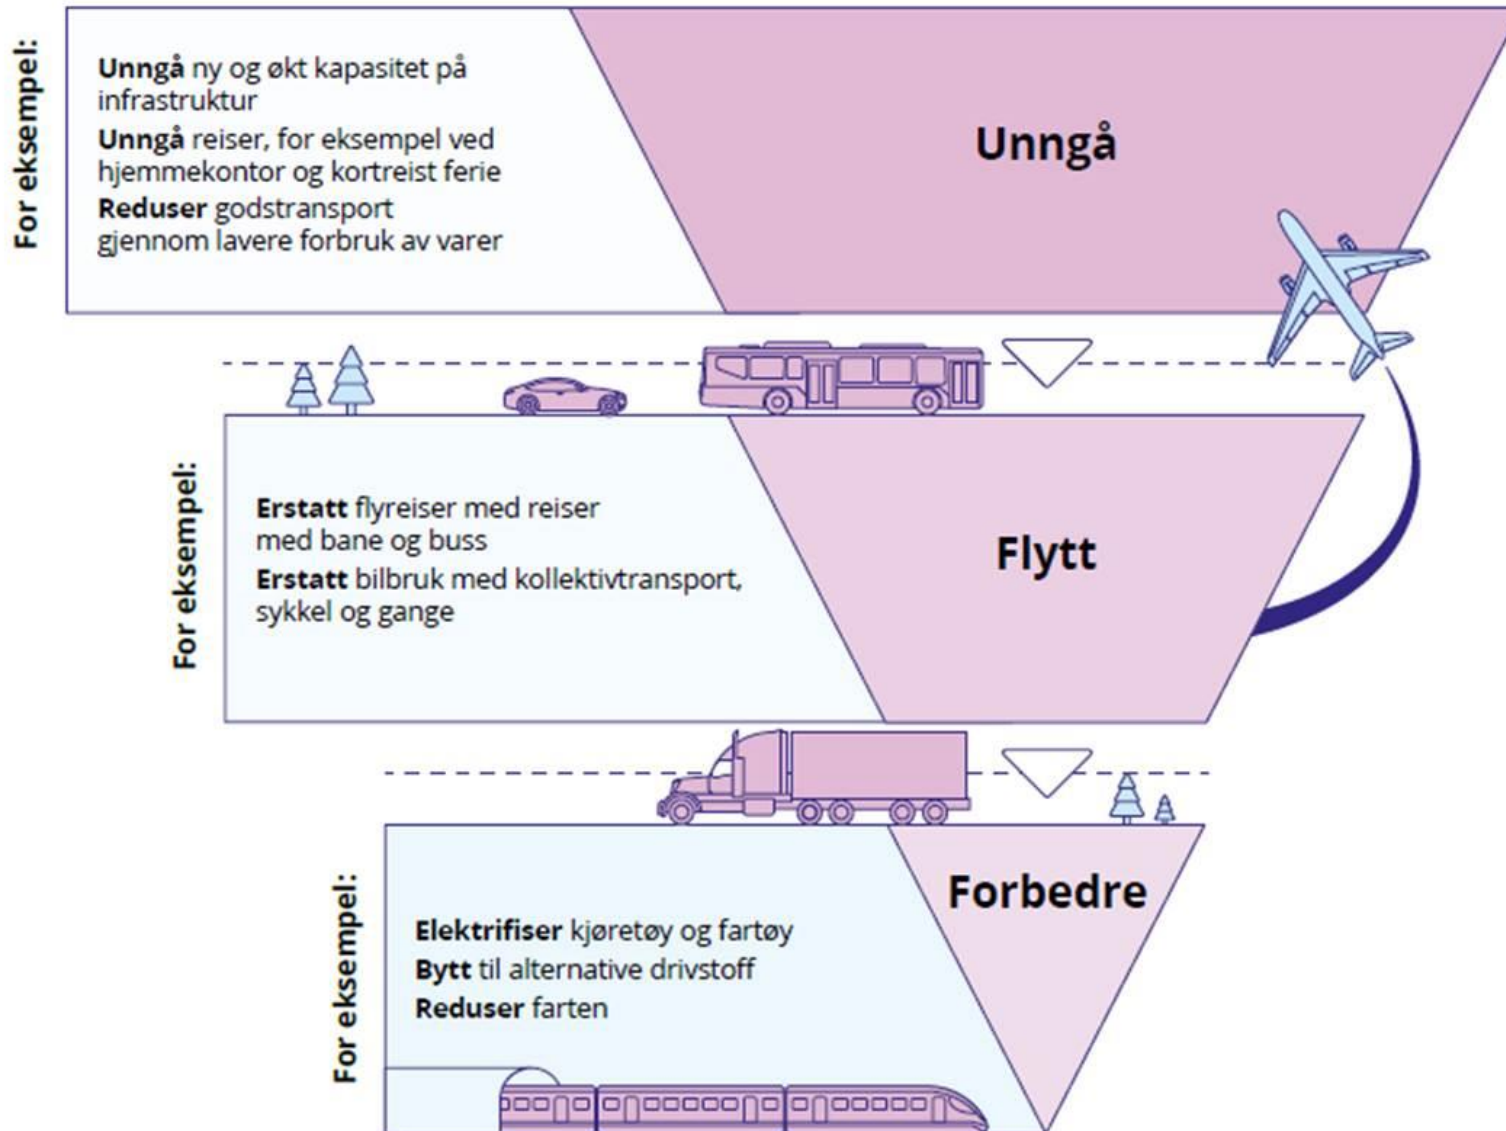 For eksempel:
Unngå ny og økt kapasitet på
infrastruktur
Unngå reiser, for eksempel ved
hjemmekontor og kortreist ferie
Reduser godstransport
gjennom lavere forbruk av varer
Unngå
For eksempel:
Erstatt flyreiser med reiser
med bane og buss
Erstatt bilbruk med kollektivtransport,
sykkel og gange
Flytt
For eksempel:
Elektrifiser kjøretøy og fartøy
Bytt til alternative drivstoff
Reduser farten
Forbedre